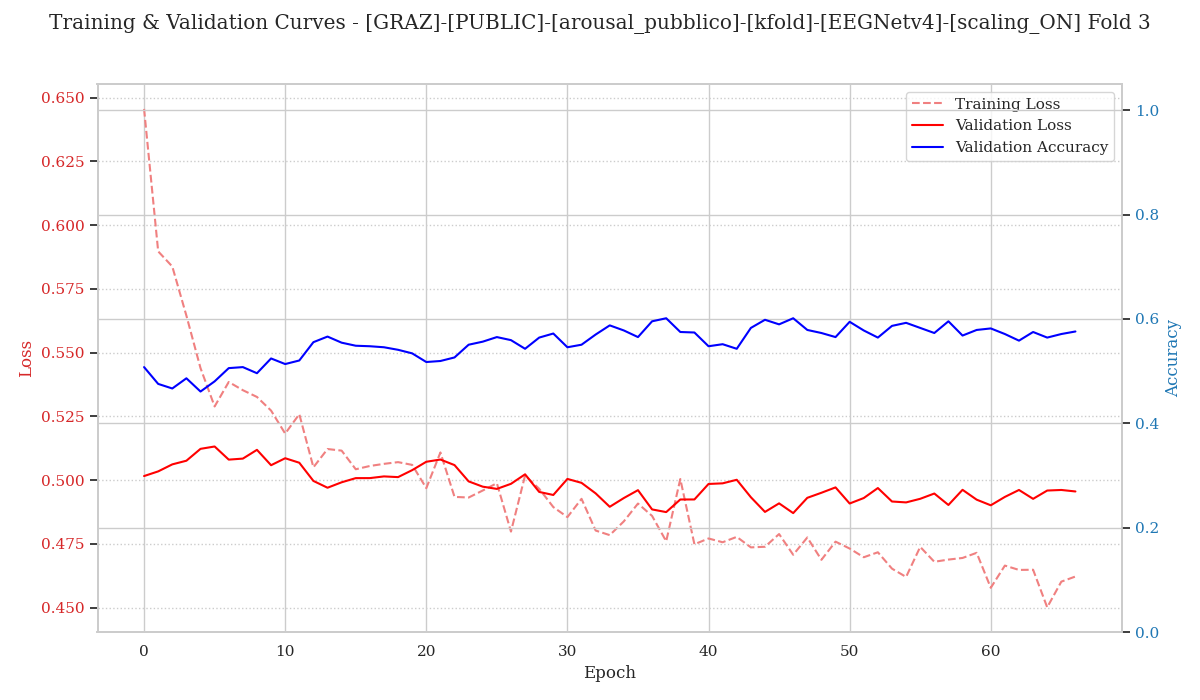 Training & Validation Curves - [GRAZ]-[PUBLIC]-[arousal_pubblico]-[kfold]-[EEGNetv4]-[scaling_ON] Fold 3
Training Loss
Validation Loss
Validation Accuracy
Loss
0.650
0.625
0.600
0.575
0.550
0.525
0.500
0.475
0.450
1.0
0.8
0.6
0.4
0.2
0.0
Accuracy
0 10 20 30 40 50 60
Epoch